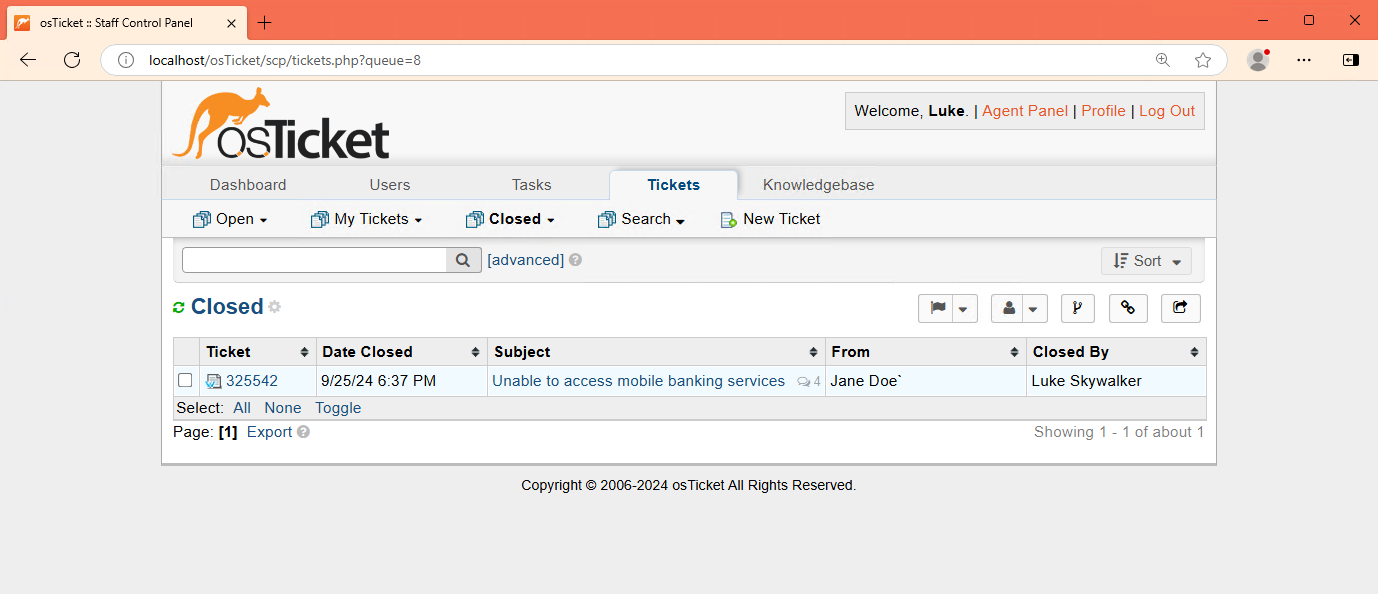 osTicket :: Staff Control Panel
localhost/osTicket/scp/tickets.php?queue=8
osTicket
Welcome, Luke. | Agent Panel | Profile | Log Out
Dashboard Users Tasks Tickets Knowledgebase
Open My Tickets Closed Search New Ticket
[advanced] ? Sort
Closed
Ticket Date Closed Subject From Closed By
325542 9/25/24 6:37 PM Unable to access mobile banking services 4 Jane Doe` Luke Skywalker
Select: All None Toggle
Page: [1] Export ? Showing 1 - 1 of about 1
Copyright © 2006-2024 osTicket All Rights Reserved.